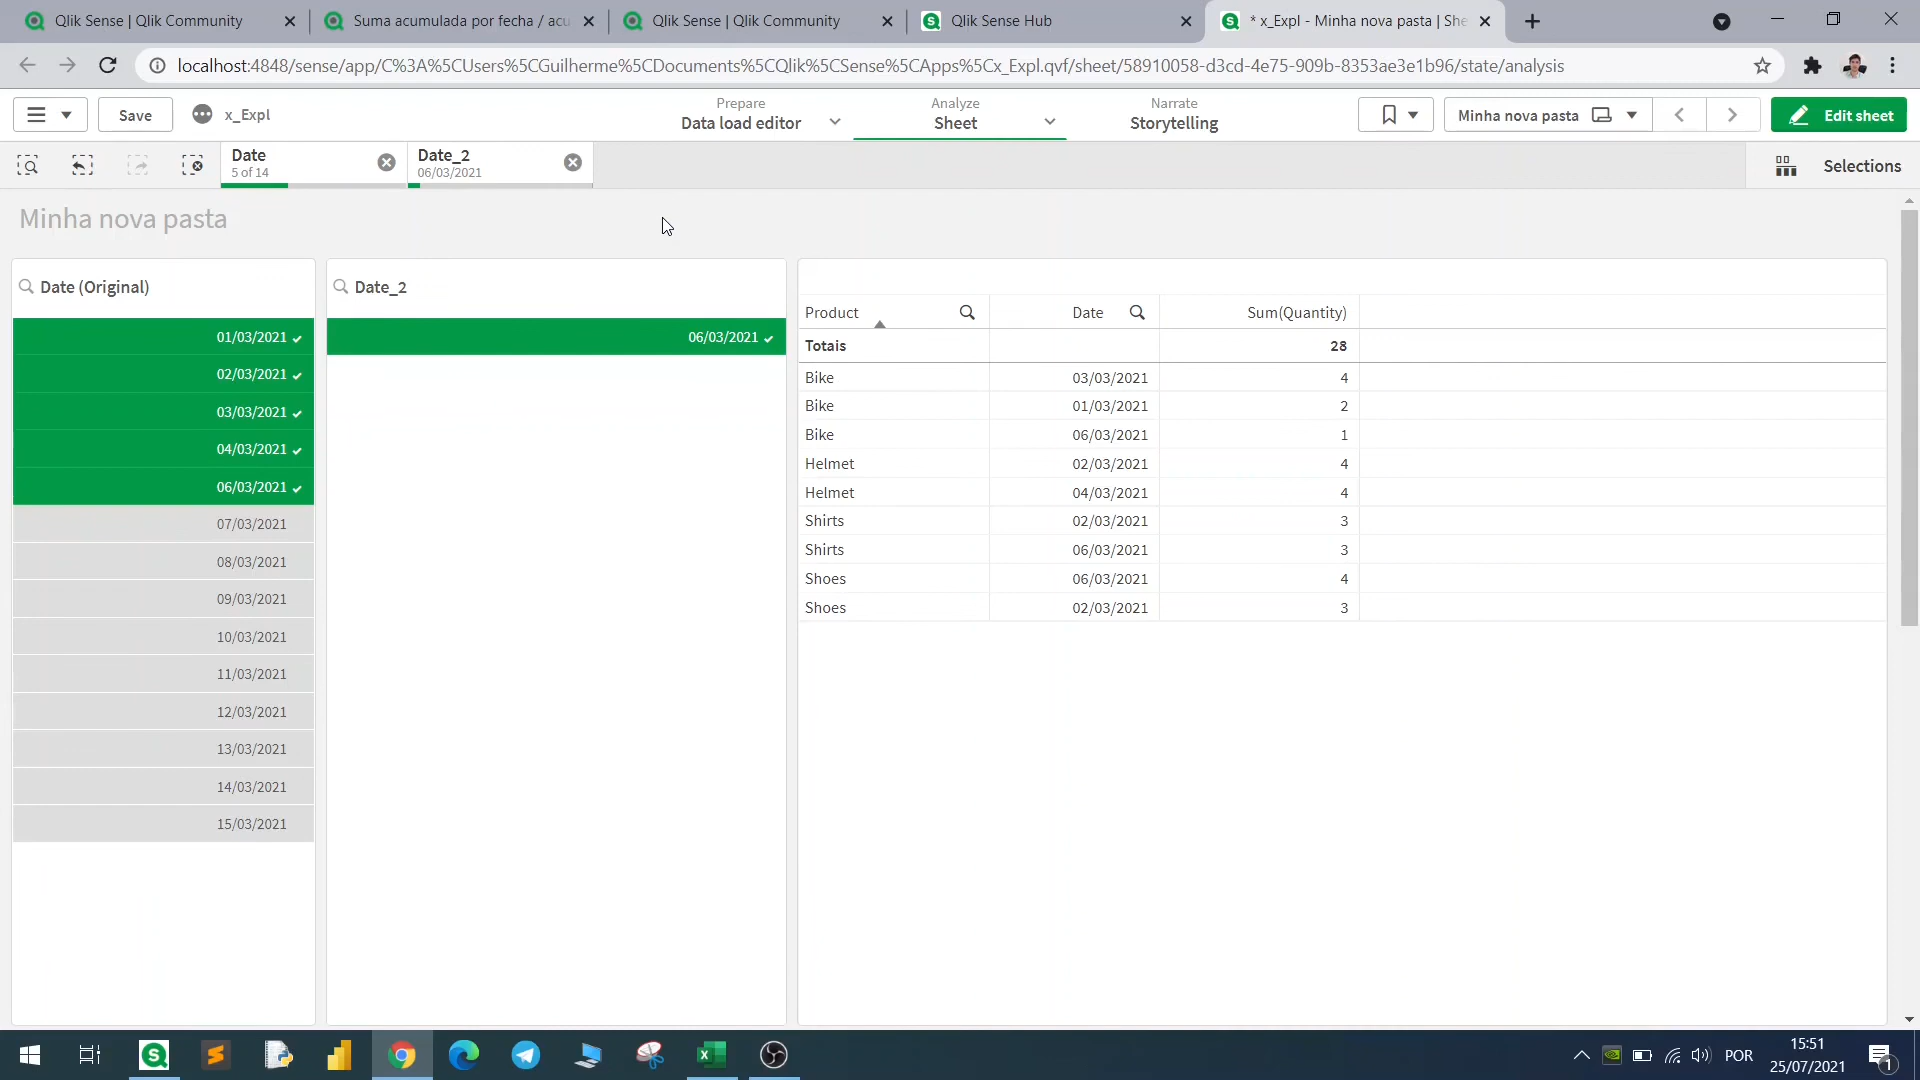 Qlik Sense | Qlik Community
Suma acumulada por fecha / acu
Qlik Sense | Qlik Community
Qlik Sense Hub
* x_Expl - Minha nova pasta | She
localhost:4848/sense/app/C%3A%5CUsers%5CGuilherme%5CDocuments%5CQlik%5CSense%5CApps%5Cx_Expl.qvf/sheet/58910058-d3cd-4e75-909b-8353ae3e1b96/state/analysis
Save
x_Expl
Prepare
Data load editor
Analyze
Sheet
Narrate
Storytelling
Minha nova pasta
Edit sheet
Date
5 of 14
Date_2
06/03/2021
Selections
Minha nova pasta
Date (Original)
01/03/2021
02/03/2021
03/03/2021
04/03/2021
06/03/2021
07/03/2021
08/03/2021
09/03/2021
10/03/2021
11/03/2021
12/03/2021
13/03/2021
14/03/2021
15/03/2021
Date_2
06/03/2021
Product Date Sum(Quantity)
Totais 28
Bike 03/03/2021 4
Bike 01/03/2021 2
Bike 06/03/2021 1
Helmet 02/03/2021 4
Helmet 04/03/2021 4
Shirts 02/03/2021 3
Shirts 06/03/2021 3
Shoes 06/03/2021 4
Shoes 02/03/2021 3
POR
15:51
25/07/2021
1